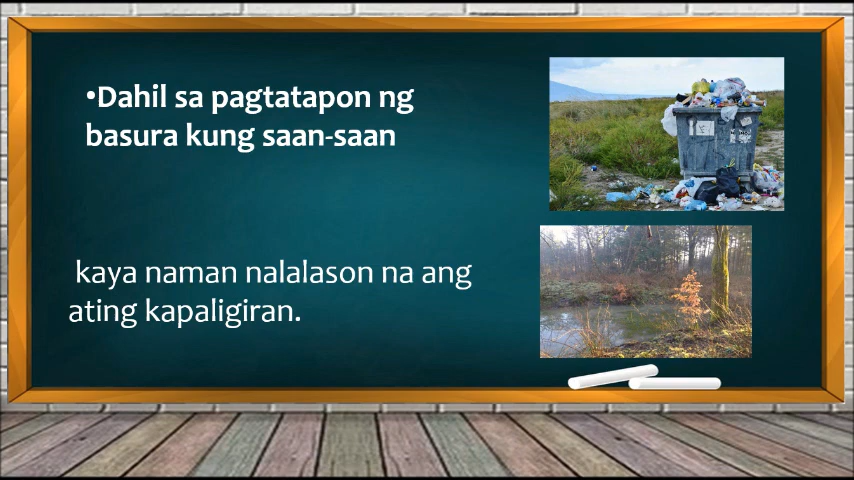 •Dahil sa pagtatapon ng
basura kung saan-saan
kaya naman nalalason na ang
ating kapaligiran.